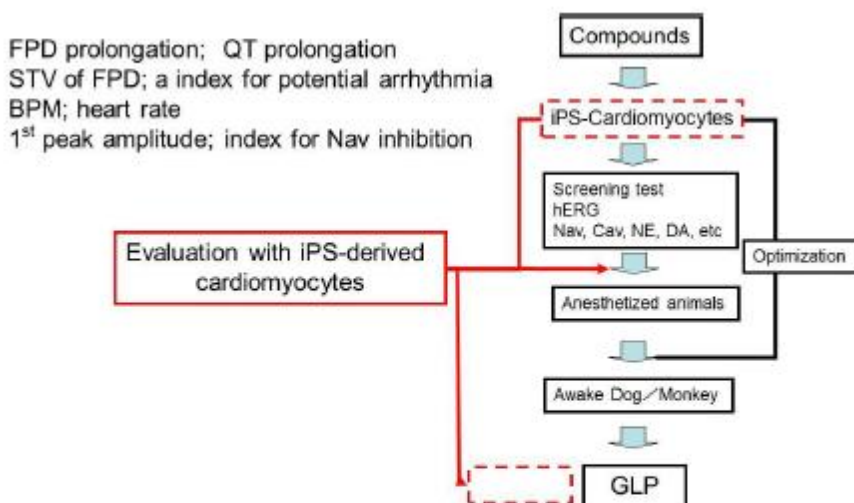 FPD prolongation; QT prolongation
STV of FPD; a index for potential arrhythmia
BPM; heart rate
1st peak amplitude; index for Nav inhibition
Compounds
iPS-Cardiomyocytes
Screening test
hERG
Nav, Cav, NE, DA, etc
Evaluation with iPS-derived
cardiomyocytes
Optimization
Anesthetized animals
Awake Dog／Monkey
GLP